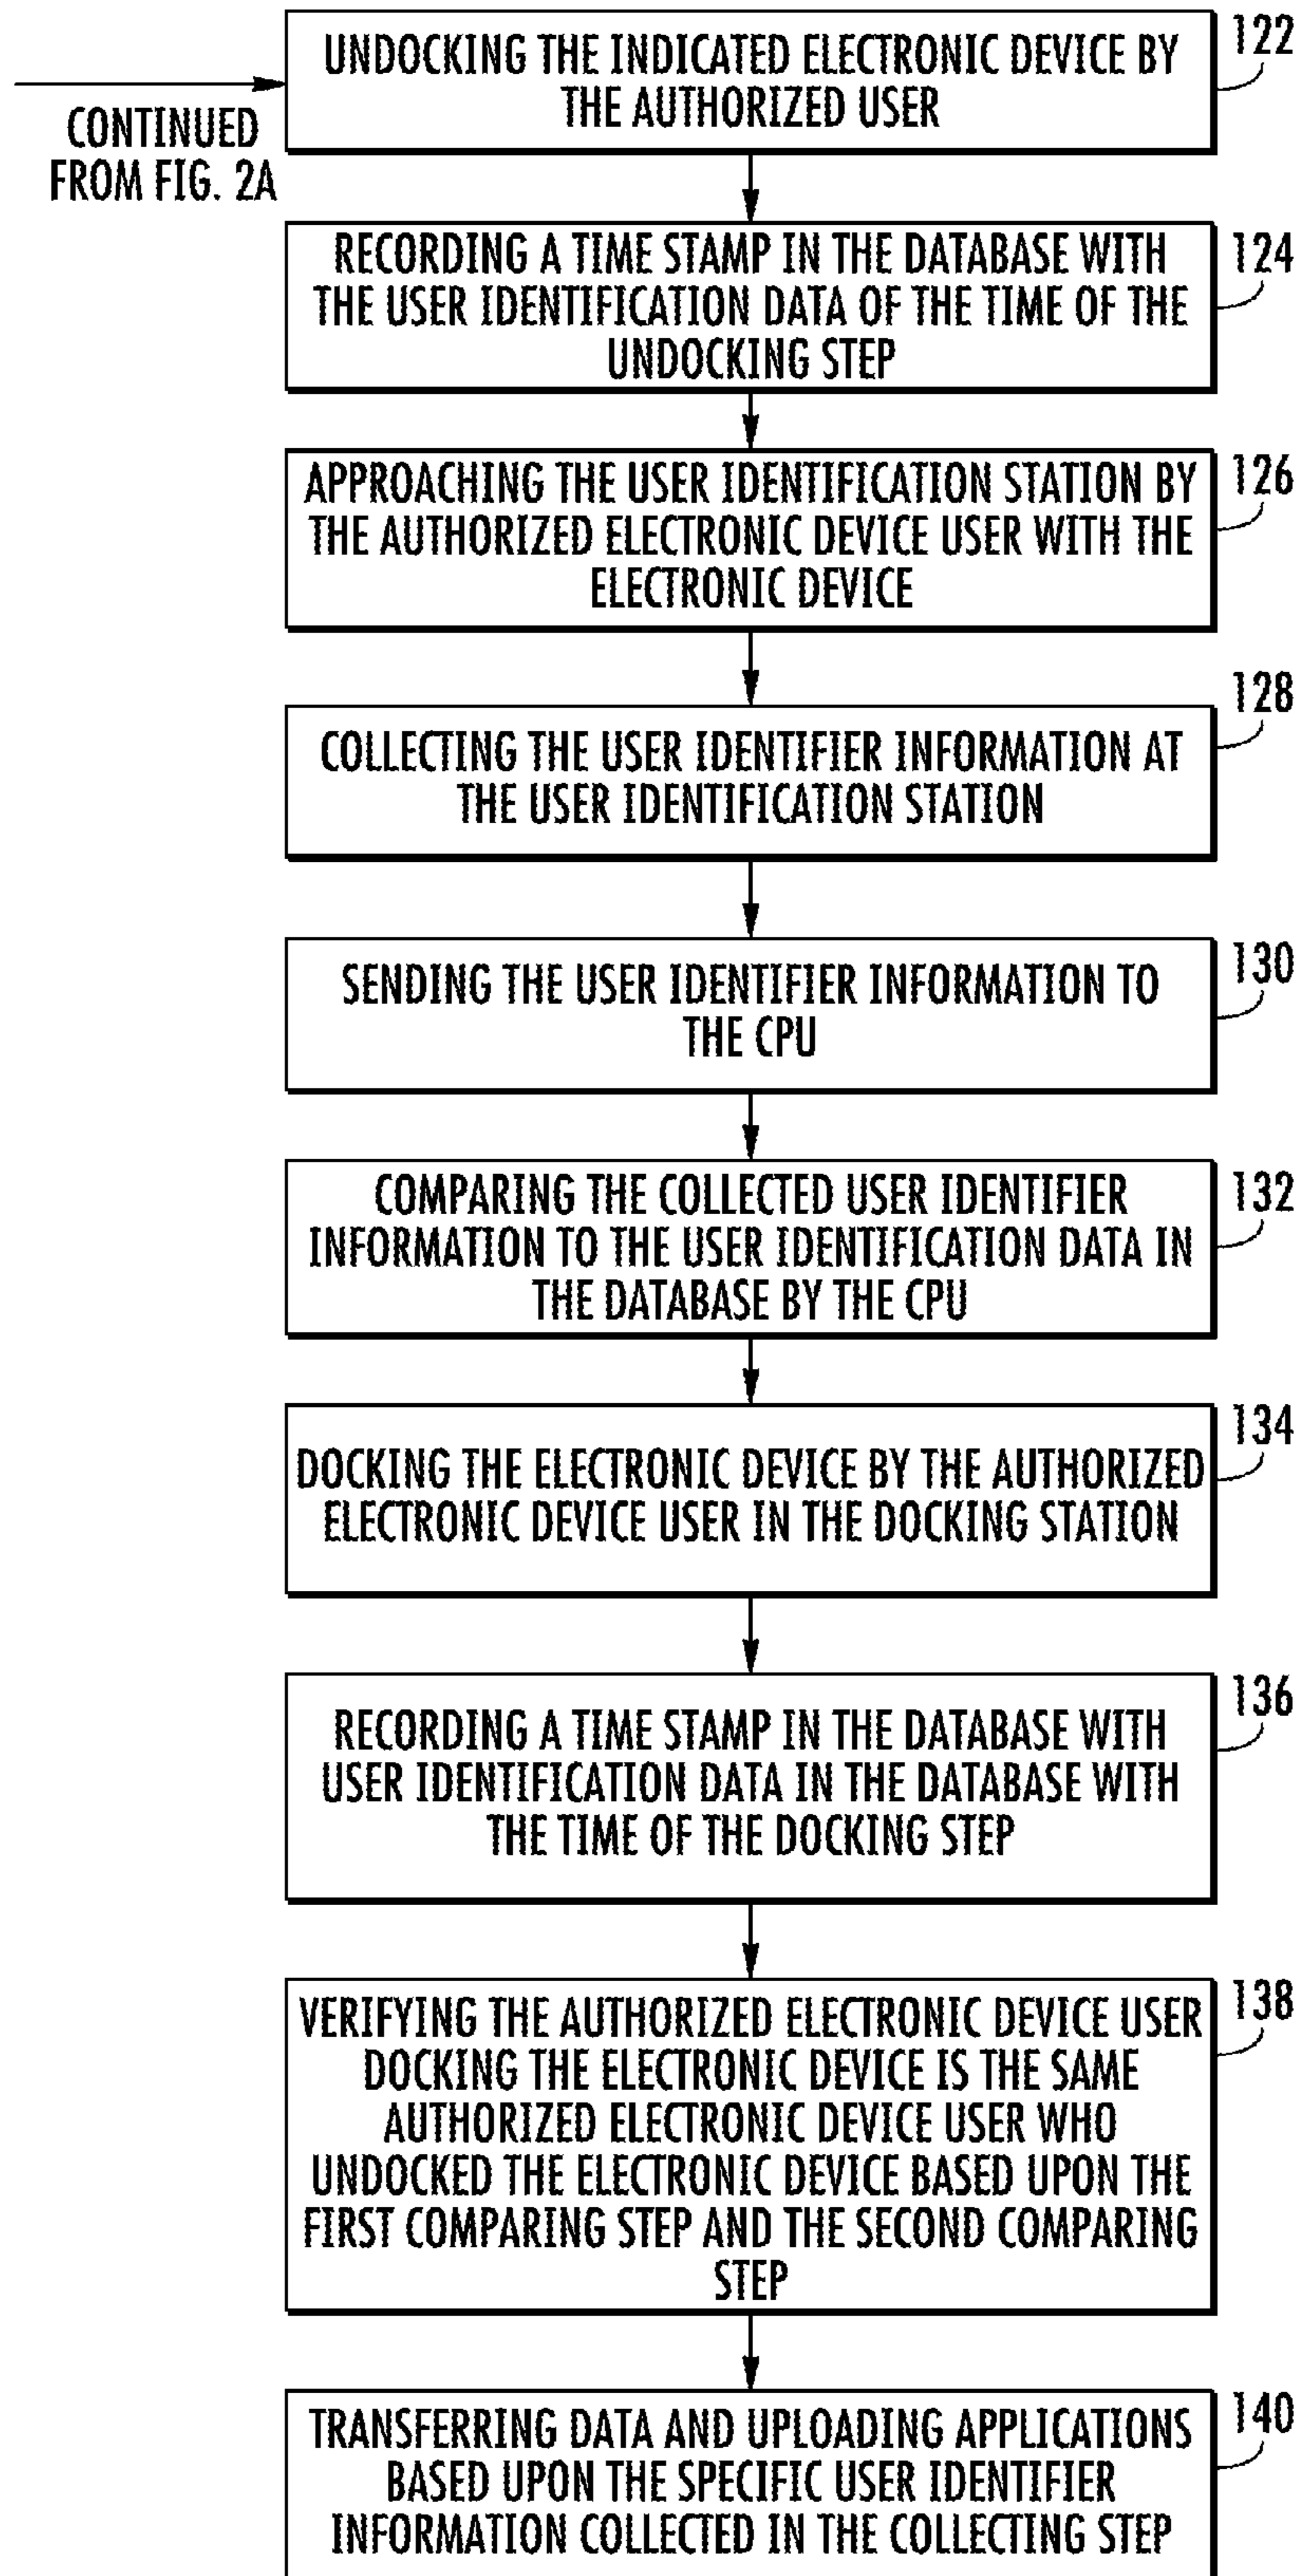 UNDOCKING THE INDICATED ELECTRONIC DEVICE BY
THE AUTHORIZED USER
122
CONTINUED
FROM FIG. 2A
RECORDING A TIME STAMP IN THE DATABASE WITH
THE USER IDENTIFICATION DATA OF THE TIME OF THE
UNDOCKING STEP
124
APPROACHING THE USER IDENTIFICATION STATION BY
THE AUTHORIZED ELECTRONIC DEVICE USER WITH THE
ELECTRONIC DEVICE
126
COLLECTING THE USER IDENTIFIER INFORMATION AT
THE USER IDENTIFICATION STATION
128
SENDING THE USER IDENTIFIER INFORMATION TO
THE CPU
130
COMPARING THE COLLECTED USER IDENTIFIER
INFORMATION TO THE USER IDENTIFICATION DATA IN
THE DATABASE BY THE CPU
132
DOCKING THE ELECTRONIC DEVICE BY THE AUTHORIZED
ELECTRONIC DEVICE USER IN THE DOCKING STATION
134
RECORDING A TIME STAMP IN THE DATABASE WITH
USER IDENTIFICATION DATA IN THE DATABASE WITH
THE TIME OF THE DOCKING STEP
136
VERIFYING THE AUTHORIZED ELECTRONIC DEVICE USER
DOCKING THE ELECTRONIC DEVICE IS THE SAME
AUTHORIZED ELECTRONIC DEVICE USER WHO
UNDOCKED THE ELECTRONIC DEVICE BASED UPON THE
FIRST COMPARING STEP AND THE SECOND COMPARING
STEP
138
TRANSFERRING DATA AND UPLOADING APPLICATIONS
BASED UPON THE SPECIFIC USER IDENTIFIER
INFORMATION COLLECTED IN THE COLLECTING STEP
140